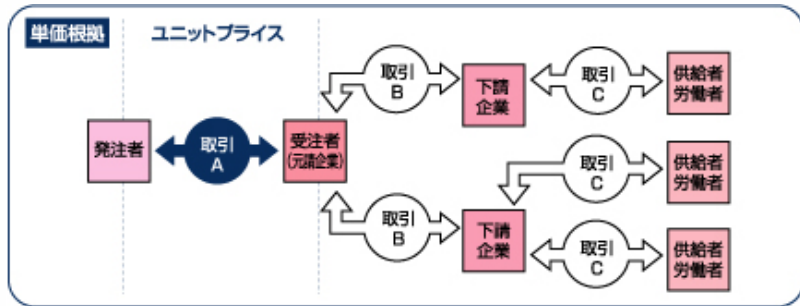 単価根拠
ユニットプライス
発注者
取引
A
受注者
(元請企業)
取引
B
下請
企業
取引
C
供給者
労働者
取引
C
供給者
労働者
取引
B
下請
企業
取引
C
供給者
労働者